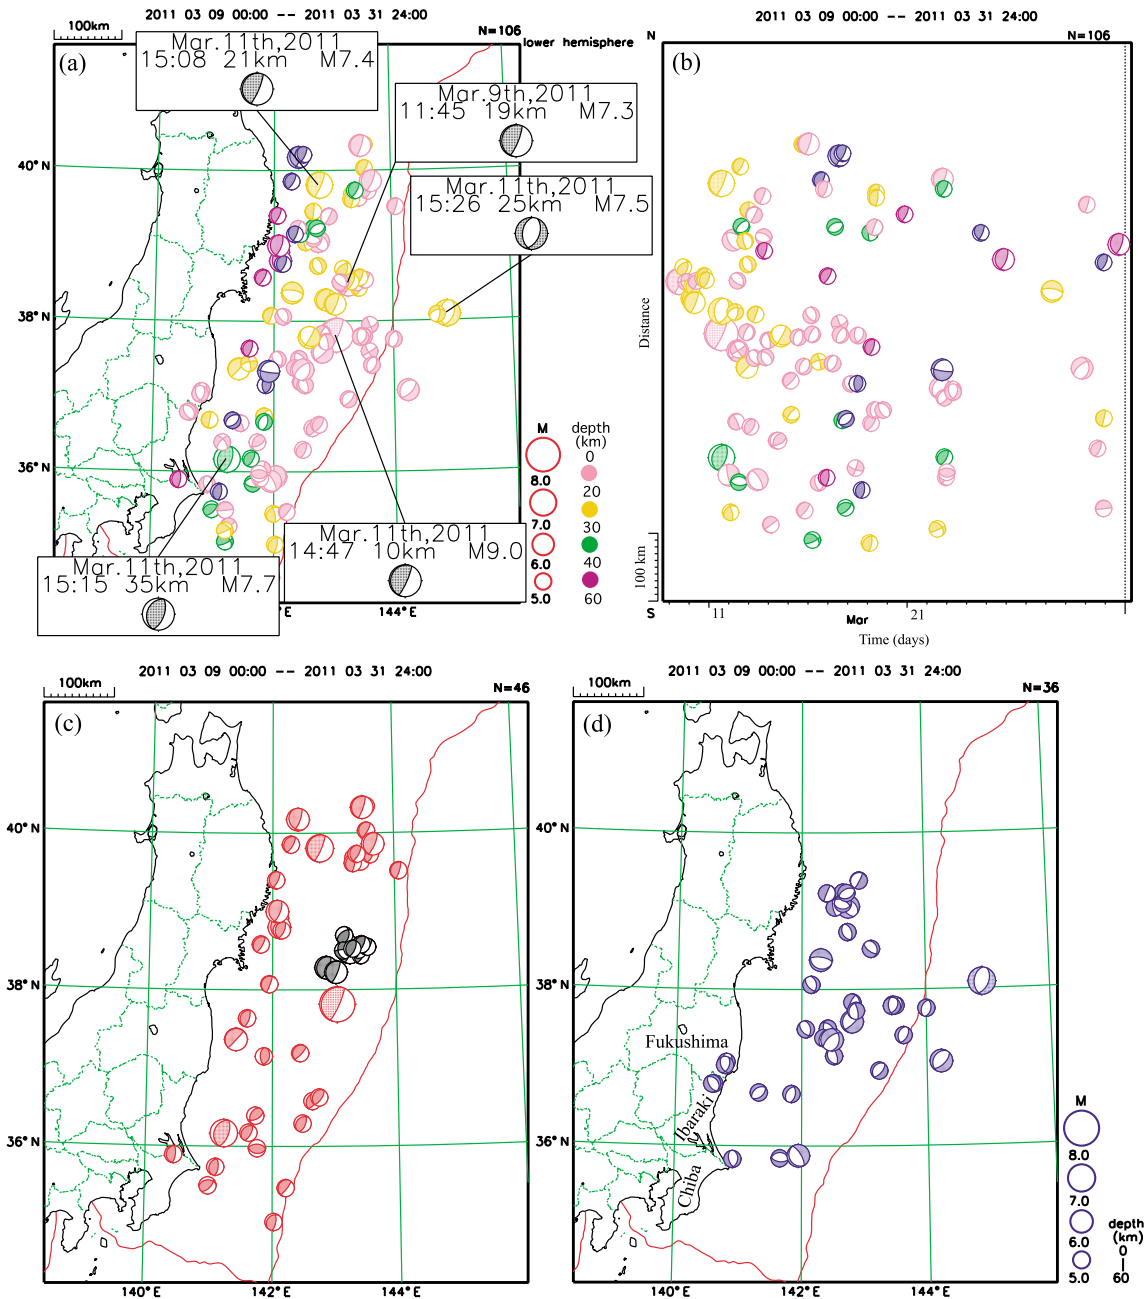 2011 03 09 00:00 -- 2011 03 31 24:00
100km
N=106
lower hemisphere
(a)
Mar.11th,2011
15:08 21km M7.4
Mar.9th,2011
11:45 19km M7.3
Mar.11th,2011
15:26 25km M7.5
40°N
38°N
36°N
Mar.11th,2011
14:47 10km M9.0
Mar.11th,2011
15:15 35km M7.7
°E
144°E
M
8.0
7.0
6.0
5.0
depth
(km)
0
20
30
40
60
2011 03 09 00:00 -- 2011 03 31 24:00
N
N=106
(b)
Distance
100 km
S
11
Mar
21
Time (days)
2011 03 09 00:00 -- 2011 03 31 24:00
100km
N=46
(c)
40°N
38°N
36°N
140°E
142°E
144°E
2011 03 09 00:00 -- 2011 03 31 24:00
100km
N=36
(d)
40°N
38°N
36°N
Fukushima
Ibaraki
Chiba
140°E
142°E
144°E
M
8.0
7.0
6.0
5.0
depth
(km)
0
60